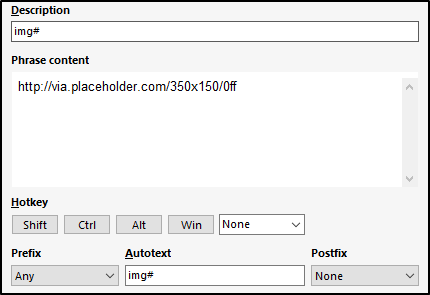 Description
img#
Phrase content
http://via.placeholder.com/350x150/0ff
Hotkey
Shift Ctrl Alt Win None
Prefix Autotext Postfix
Any img# None